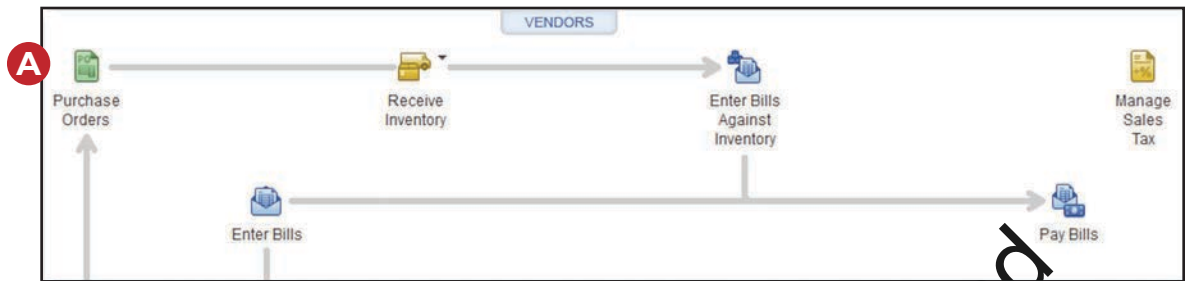 VENDORS
A
Purchase
Orders
Receive
Inventory
Enter Bills
Against
Inventory
Manage
Sales
Tax
Enter Bills
Pay Bills
d